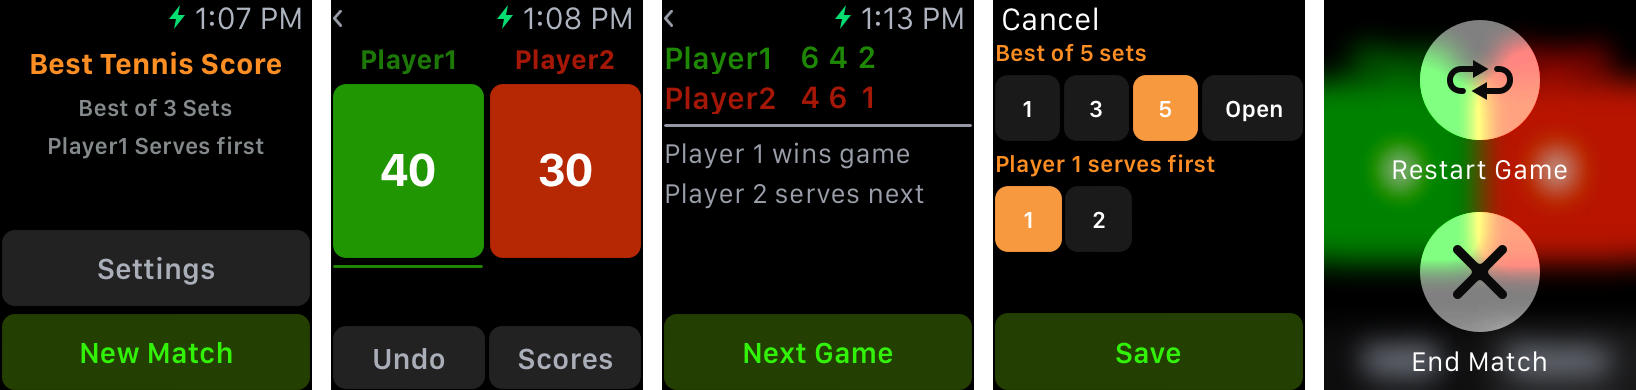 1:07 PM
Best Tennis Score
Best of 3 Sets
Player1 Serves first
Settings
New Match
1:08 PM
Player1 Player2
40 30
Undo Scores
1:13 PM
Player1 6 4 2
Player2 4 6 1
Player 1 wins game
Player 2 serves next
Next Game
Cancel
Best of 5 sets
1 3 5 Open
Player 1 serves first
1 2
Save
Restart Game
End Match